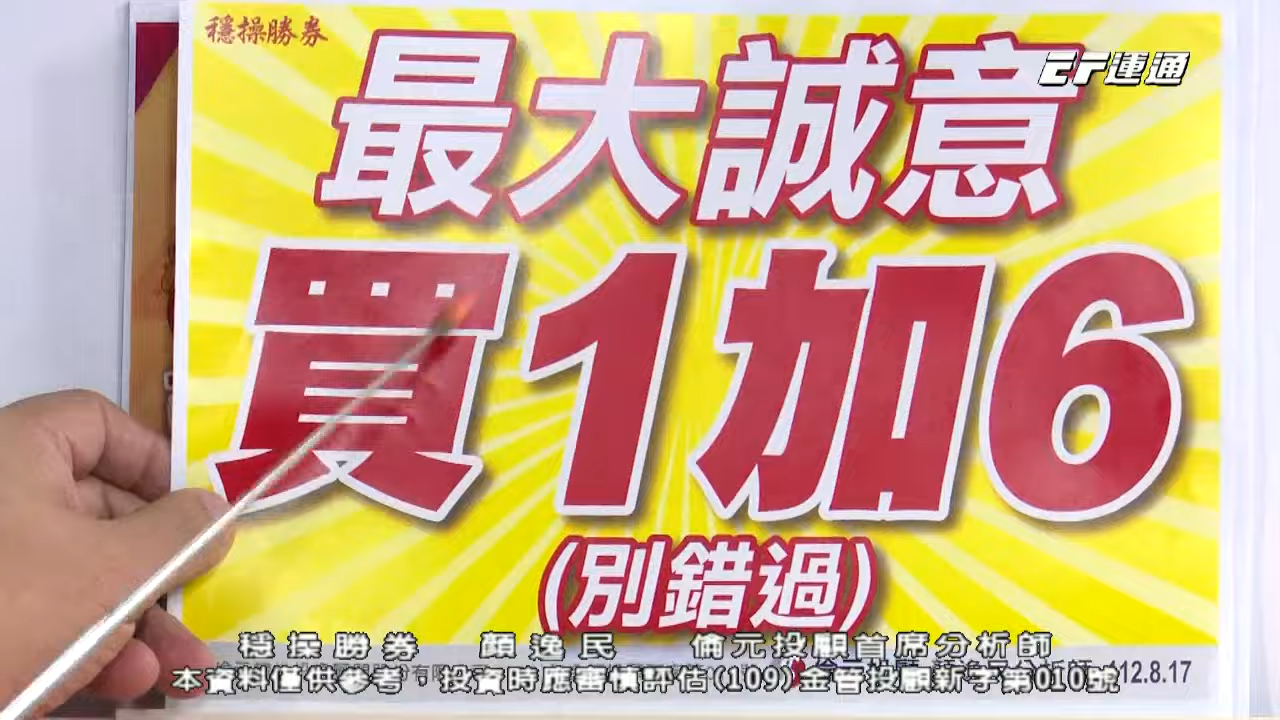 穩操勝券
EF運通
最大誠意
買1加6
(別錯過)
穩操勝券 顏逸民 倫元投顧首席分析師
本資料僅供參考,投資時應審慎評估(109)金管投顧新字第010號
112.8.17